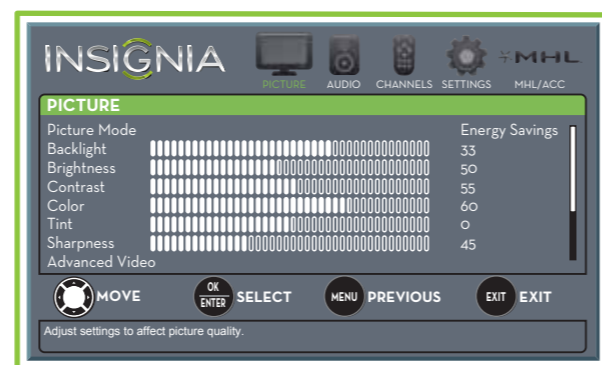 INSIGNIA
PICTURE AUDIO CHANNELS SETTINGS MHL/ACC
MHL
PICTURE
Picture Mode Energy Savings
Backlight 33
Brightness 50
Contrast 55
Color 60
Tint 0
Sharpness 45
Advanced Video
MOVE OK ENTER SELECT MENU PREVIOUS EXIT EXIT
Adjust settings to affect picture quality.